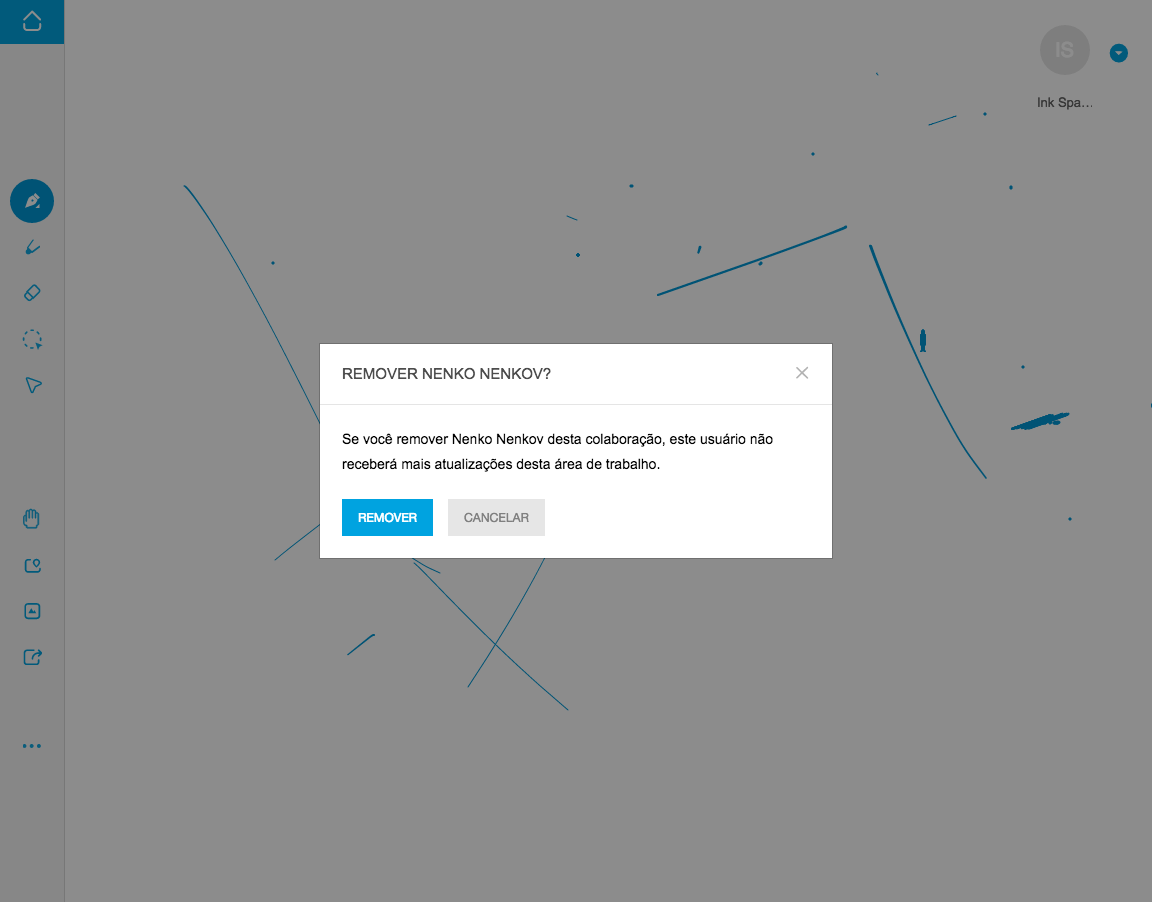 IS
Ink Spa...
REMOVER NENKO NENKOV?
Se você remover Nenko Nenkov desta colaboração, este usuário não
receberá mais atualizações desta área de trabalho.
REMOVER
CANCELAR